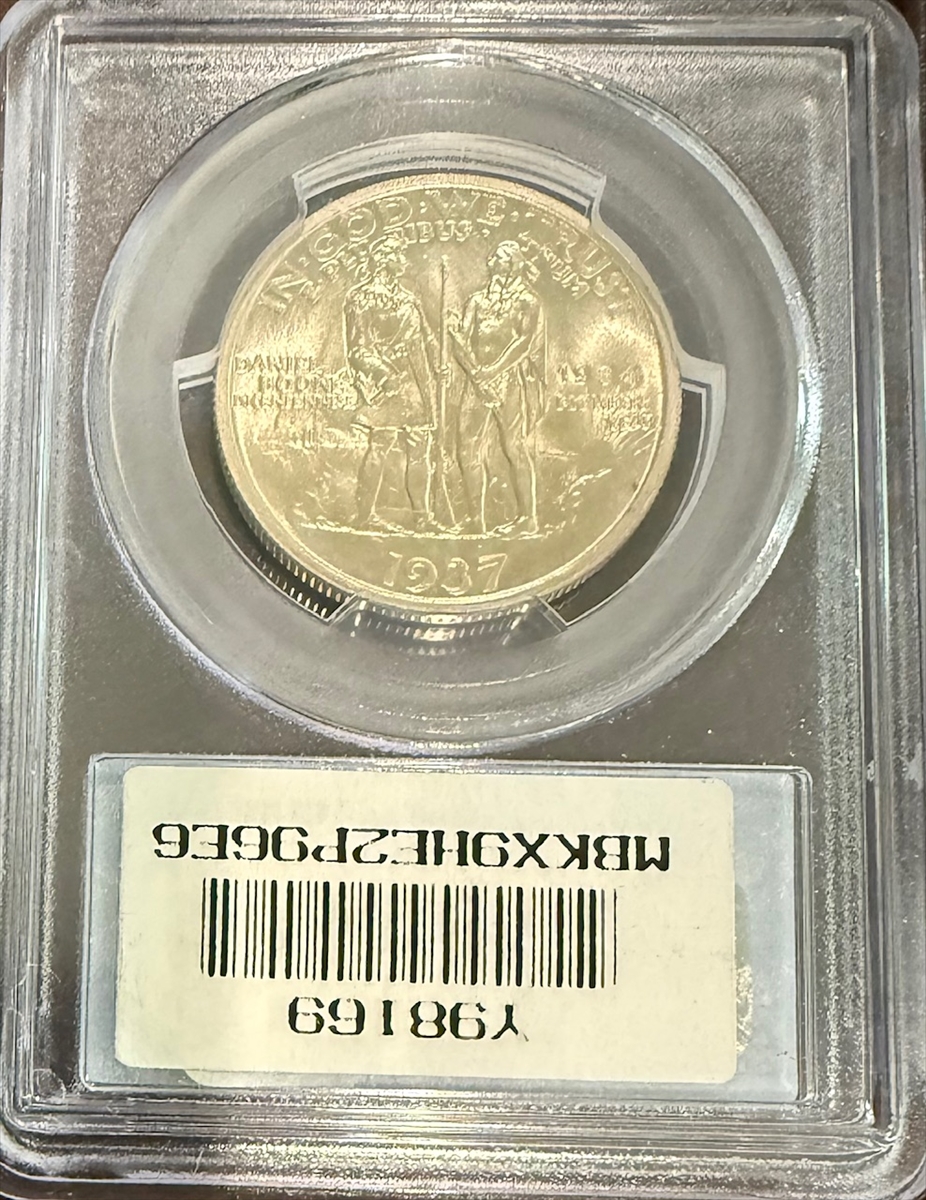 IN·GOD·WE·TRUST
PLURIBUS
DANIEL
BOONE
1934
1937
Y98169
MBKX9HE2P96E6